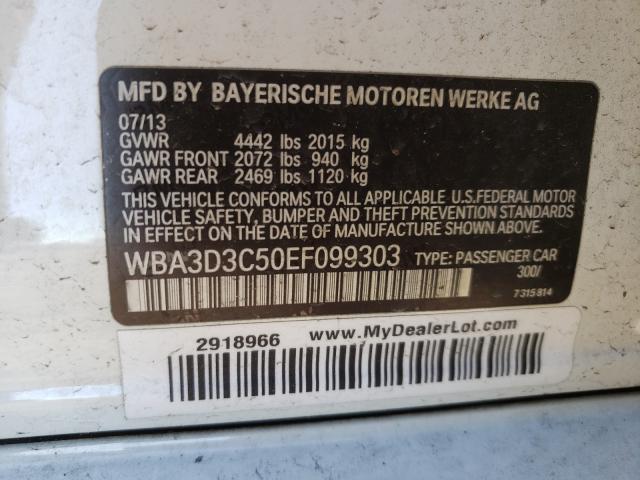 MFD BY BAYERISCHE MOTOREN WERKE AG
07/13
GVWR 4442 lbs 2015 kg
GAWR FRONT 2072 lbs 940 kg
GAWR REAR 2469 lbs 1120 kg
THIS VEHICLE CONFORMS TO ALL APPLICABLE U.S.FEDERAL MOTOR
VEHICLE SAFETY, BUMPER AND THEFT PREVENTION STANDARDS
IN EFFECT ON THE DATE OF MANUFACTURE SHOWN ABOVE.
WBA3D3C50EF099303 TYPE: PASSENGER CAR
300/
7315814
2918966 www.MyDealerLot.com